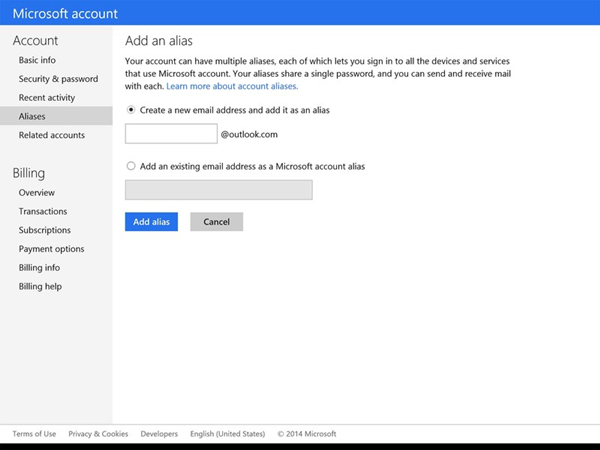 Microsoft account
Account
Basic info
Security & password
Recent activity
Aliases
Related accounts
Billing
Overview
Transactions
Subscriptions
Payment options
Billing info
Billing help
Add an alias
Your account can have multiple aliases, each of which lets you sign in to all the devices and services
that use Microsoft account. Your aliases share a single password, and you can send and receive mail
with each. Learn more about account aliases.
Create a new email address and add it as an alias
@outlook.com
Add an existing email address as a Microsoft account alias
Add alias Cancel
Terms of Use Privacy & Cookies Developers English (United States) © 2014 Microsoft